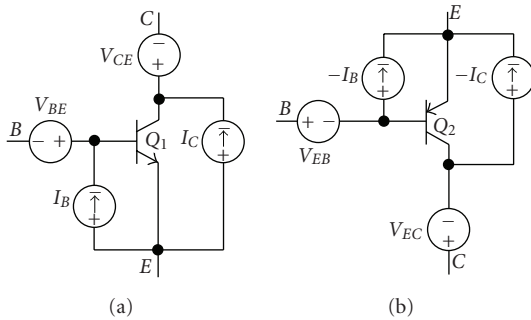 C
− +
V_CE
V_BE
B
− +
Q_1
I_C
I_B
E
(a)
E
−I_B
−I_C
B
+ −
V_EB
Q_2
V_EC
− +
C
(b)